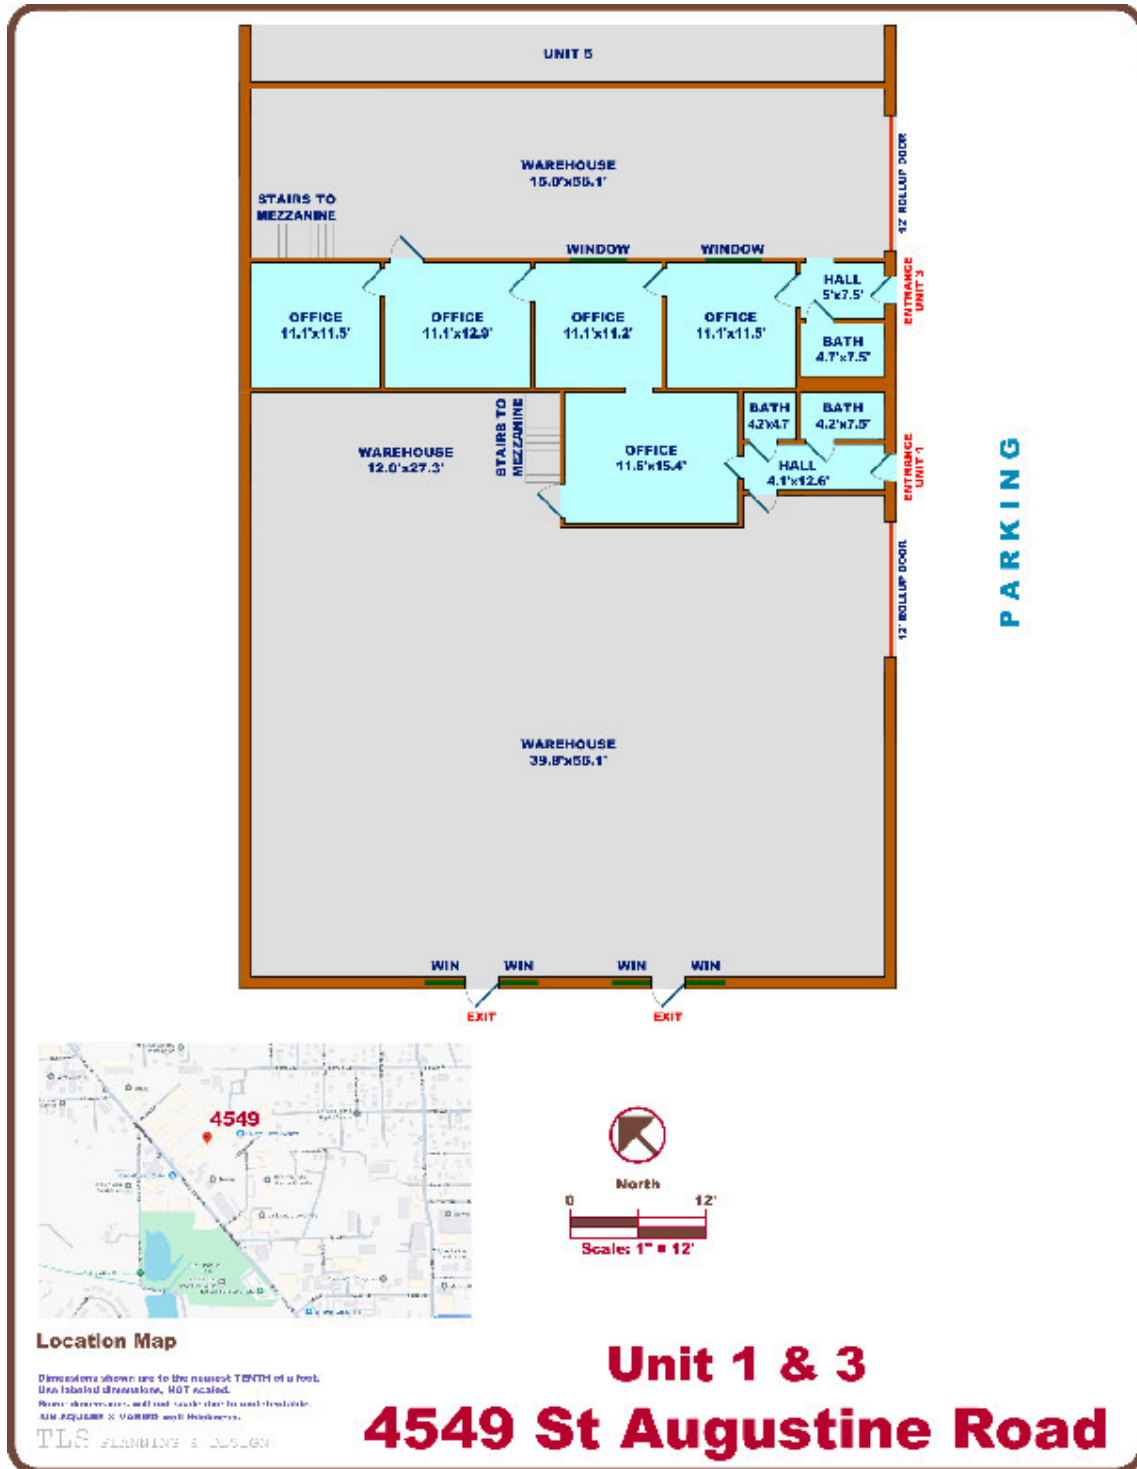 UNIT 5
WAREHOUSE
15.0'x56.1'
12' ROLLUP DOOR
STAIRS TO
MEZZANINE
WINDOW
WINDOW
HALL
5'x7.5'
ENTRANCE
UNIT 3
OFFICE
11.1'x11.5'
OFFICE
11.1'x12.9'
OFFICE
11.1'x11.2'
OFFICE
11.1'x11.5'
BATH
4.7'x7.5'
STAIRS TO
MEZZANINE
BATH
4.2'x4.7'
BATH
4.2'x7.5'
WAREHOUSE
12.0'x27.3'
OFFICE
11.6'x15.4'
HALL
4.1'x12.6'
ENTRANCE
UNIT 1
PARKING
12' ROLLUP DOOR
WAREHOUSE
39.8'x56.1'
WIN
WIN
WIN
WIN
EXIT
EXIT
4549
North
0 12'
Scale: 1" = 12'
Location Map
Dimensions shown are to the nearest TENTH of a foot.
Use labeled dimensions, NOT scaled.
TLS PLANNING & DESIGN
Unit 1 & 3
4549 St Augustine Road